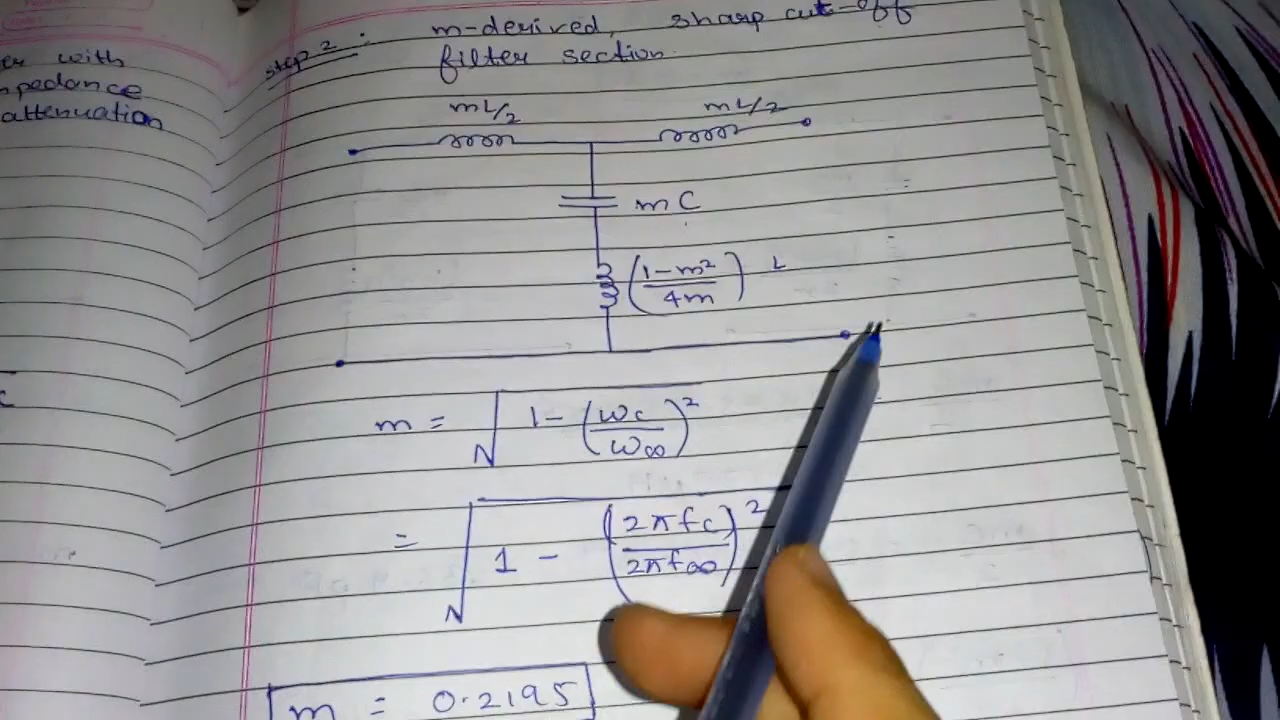 er with
mpedance
attenuation
c
step 2 :
m-derived, sharp cut-off
filter section.
mL/2 mL/2
mC
(1-m²/4m) L
m = √1-(ωc/ω∞)²
= √1 - (2πfc/2πf∞)²
m = 0.2195